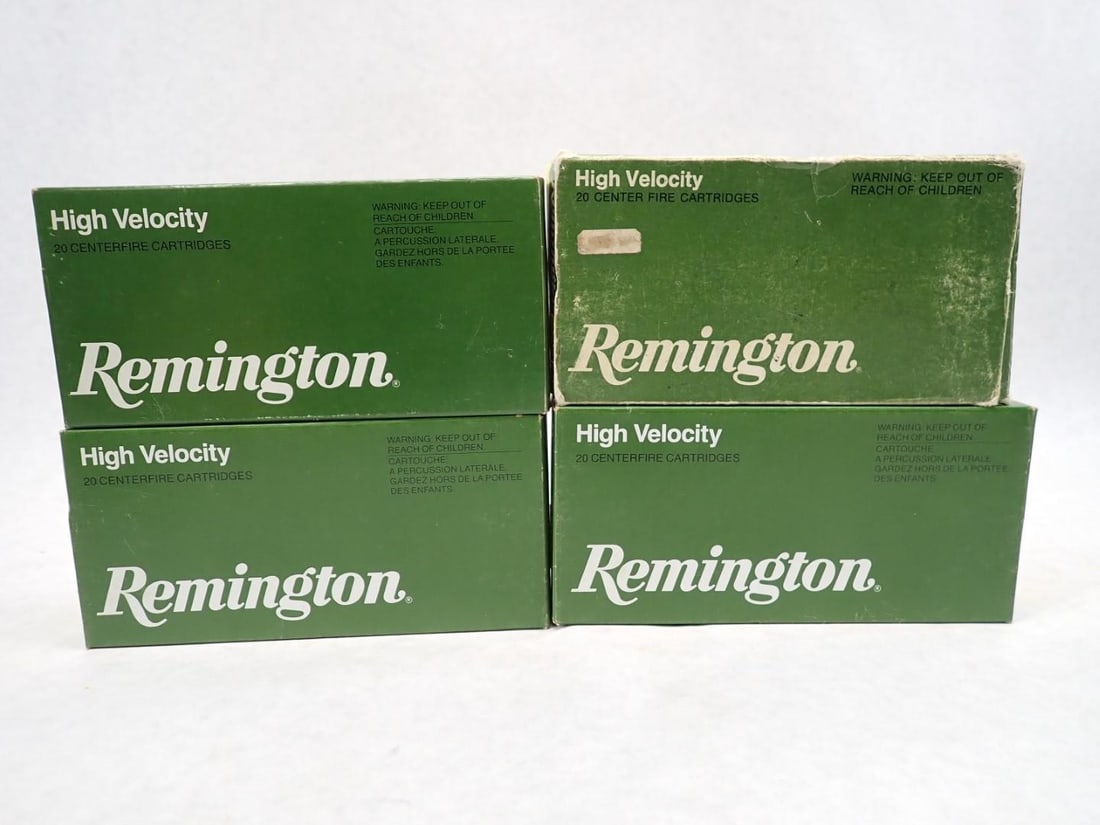 High Velocity
20 CENTERFIRE CARTRIDGES
WARNING: KEEP OUT OF
REACH OF CHILDREN
CARTOUCHE:
A PERCUSSION LATERALE.
GARDEZ HORS DE LA PORTEE
DES ENFANTS.
Remington®
High Velocity
20 CENTER FIRE CARTRIDGES
WARNING: KEEP OUT OF
REACH OF CHILDREN
Remington®
High Velocity
20 CENTERFIRE CARTRIDGES
WARNING: KEEP OUT OF
REACH OF CHILDREN
CARTOUCHE:
A PERCUSSION LATERALE.
GARDEZ HORS DE LA PORTEE
DES ENFANTS.
Remington®
High Velocity
20 CENTERFIRE CARTRIDGES
WARNING: KEEP OUT OF
REACH OF CHILDREN
CARTOUCHE:
A PERCUSSION LATERALE.
GARDEZ HORS DE LA PORTEE
DES ENFANTS.
Remington®